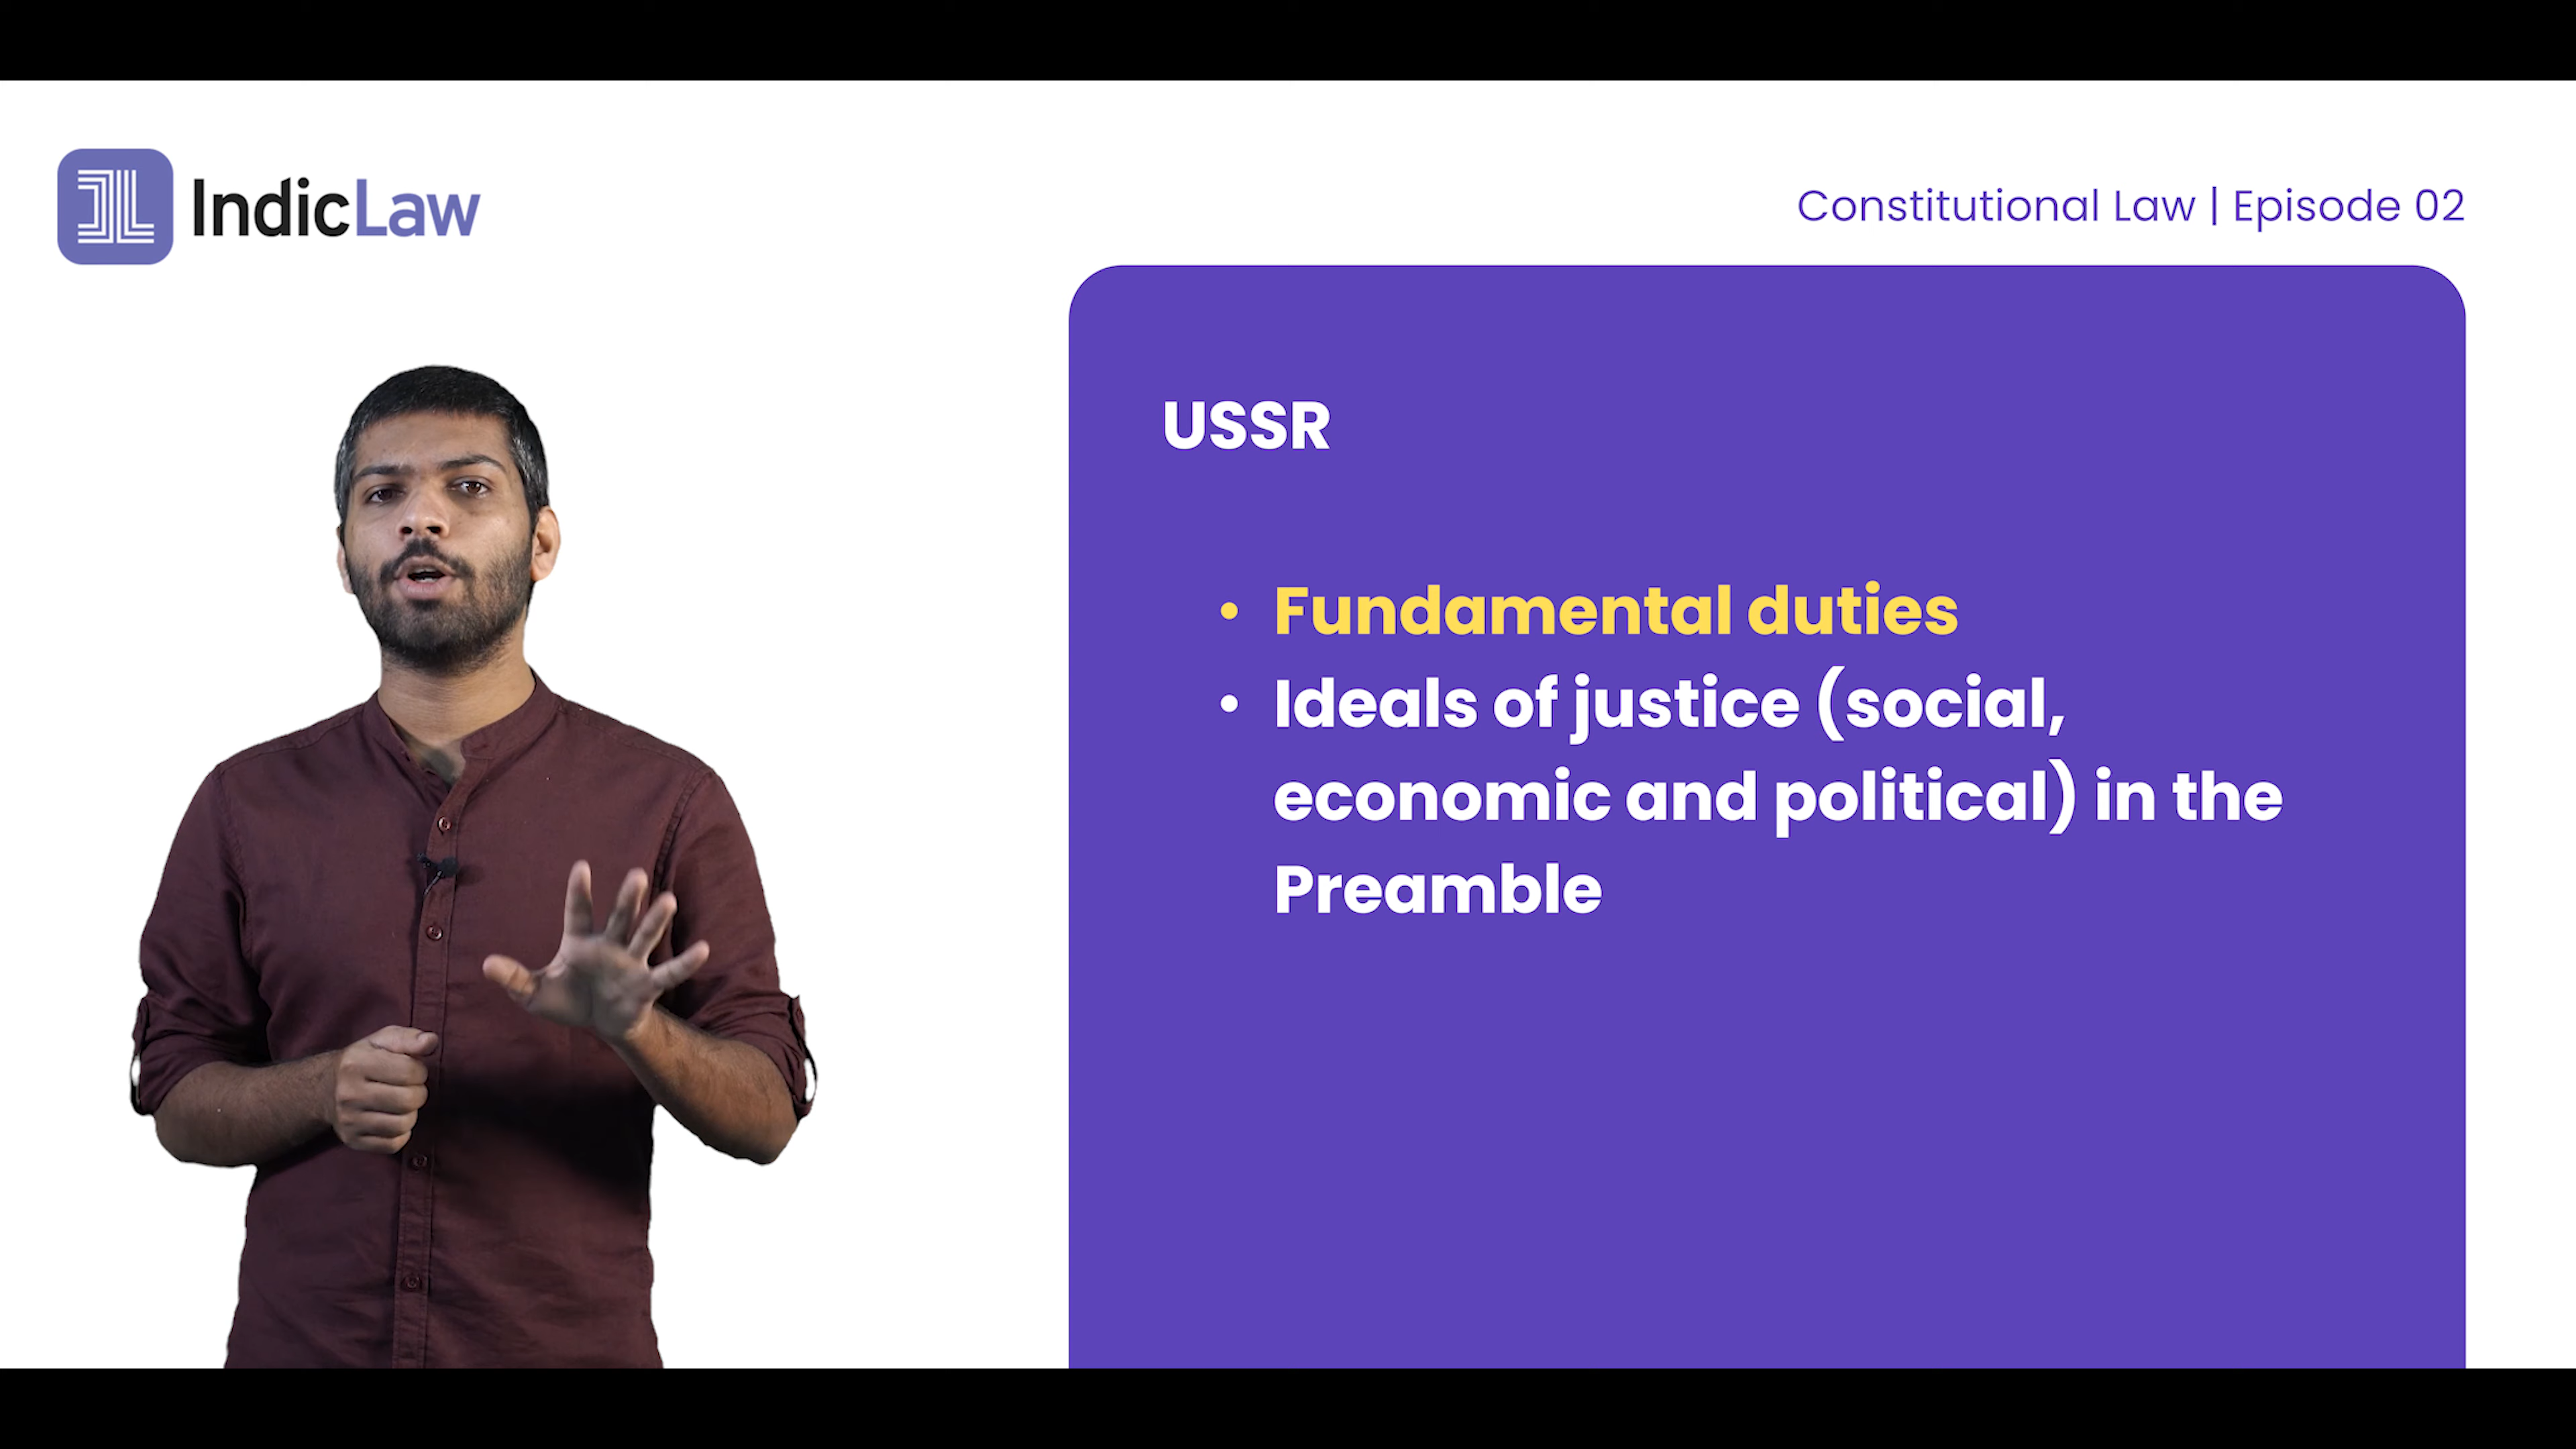 IndicLaw
Constitutional Law | Episode 02
USSR
• Fundamental duties
• Ideals of justice (social,
economic and political) in the
Preamble